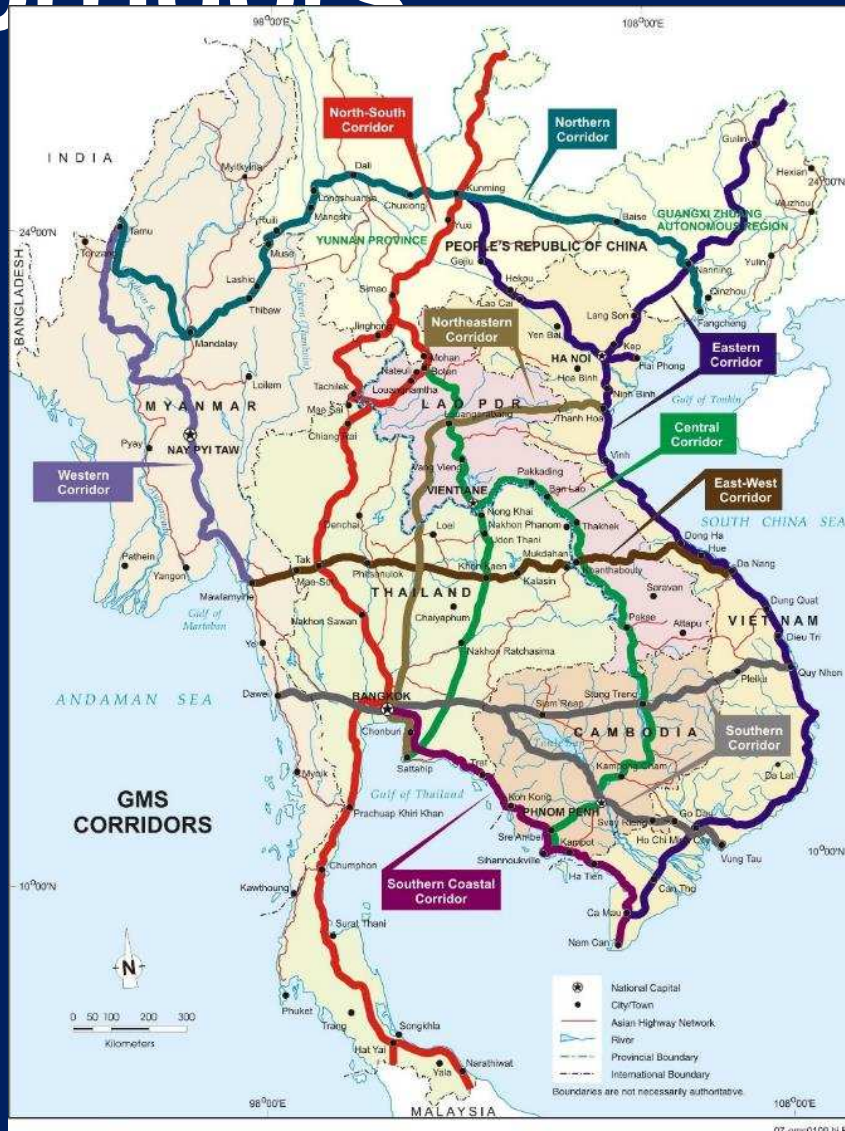 98°00'E
108°00'E
North-South
Corridor
Northern
Corridor
INDIA
Myitkyina
Dali
Guilin
Hexian
24°00'N
Longshuehia
Kunming
Chuxiong
Mangshi
Wuzhou
24°00'N
Tamu
Ruili
Yuxi
Baise
GUANGXI ZHUANG
AUTONOMOUS REGION
YUNNAN PROVINCE
PEOPLE'S REPUBLIC OF CHINA
Muse
Gejiu
Nanning
Yulin
BANGLADESH
Lashio
Simao
Hekou
Lao Cai
Qinzhou
Thibaw
Lang Son
Fangcheng
Mandalay
Jinghong
Northeastern
Corridor
Yen Bai
Kep
Mohan
HA NOI
Hai Phong
Eastern
Corridor
Nateuil
Boten
Hoa Binh
Loilem
Tachilek
Louangnamtha
Ninh Binh
MYANMAR
Mae Sai
LAO PDR
Gulf of Tonkin
Chiang Rai
Louangprabang
Thanh Hoa
Pyay
NAY PYI TAW
Central
Corridor
Western
Corridor
Vang Vieng
Vinh
Pakkading
VIENTIANE
Ban Lao
East-West
Corridor
Nong Khai
Denchai
Loei
Nakhon Phanom
Thakhek
SOUTH CHINA SEA
Udon Thani
Dong Ha
Pathein
Yangon
Tak
Mukdahan
Hue
Khon Kaen
Da Nang
Mae Sot
Phitsanulok
Kalasin
Mawlamyine
THAILAND
Saravan
Gulf of
Martaban
Chaiyaphum
Dung Quat
Nakhon Sawan
Pakse
Attapu
VIET NAM
Ye
Dieu Tri
Nakhon Ratchasima
Quy Nhon
Pleiku
ANDAMAN SEA
Dawei
BANGKOK
Siam Reap
Stung Treng
Chonburi
CAMBODIA
Southern
Corridor
Sattahip
Trat
Kampong Cham
Da Lat
Myeik
Gulf of Thailand
Koh Kong
GMS
CORRIDORS
Prachuap Khiri Khan
PHNOM PENH
Svay Rieng
Go Dau
Sre Ambel
Ho Chi Minh City
Kampot
Sihannoukville
Vung Tau
10°00'N
Chumphon
Ha Tien
10°00'N
Kawthoung
Southern Coastal
Corridor
Can Tho
Ca Mau
Surat Thani
Nam Can
N
National Capital
City/Town
0 50 100 200 300
Kilometers
Phuket
Trang
Songkhla
Asian Highway Network
River
Hat Yai
Provincial Boundary
Yala
Narathiwat
International Boundary
Boundaries are not necessarily authoritative.
98°00'E
MALAYSIA
108°00'E